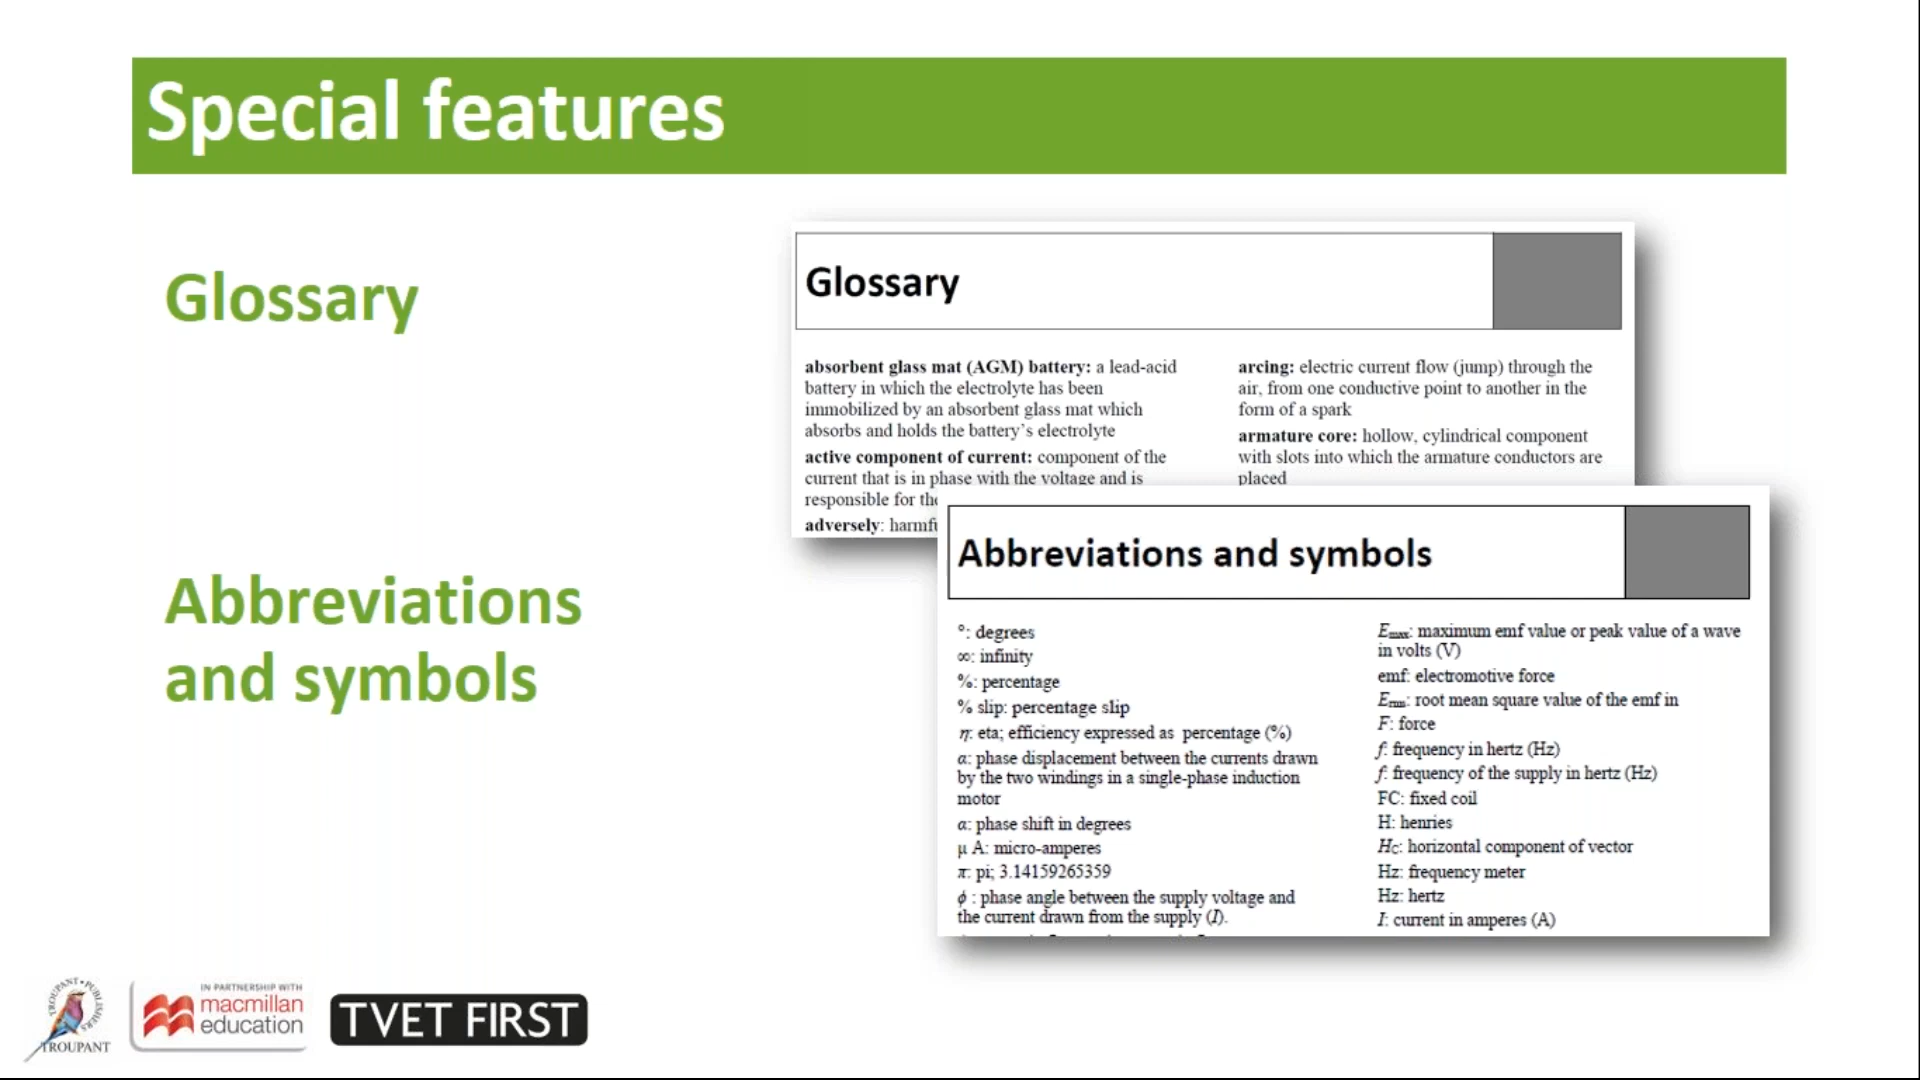 Special features
Glossary
Abbreviations
and symbols
Glossary
absorbent glass mat (AGM) battery: a lead-acid
battery in which the electrolyte has been
immobilized by an absorbent glass mat which
absorbs and holds the battery’s electrolyte
active component of current: component of the
current that is in phase with the voltage and is
responsible for the
adversely: harmfu
arcing: electric current flow (jump) through the
air, from one conductive point to another in the
form of a spark
armature core: hollow, cylindrical component
with slots into which the armature conductors are
placed
Abbreviations and symbols
°: degrees
∞: infinity
%: percentage
% slip: percentage slip
η: eta; efficiency expressed as percentage (%)
α: phase displacement between the currents drawn
by the two windings in a single-phase induction
motor
α: phase shift in degrees
μ A: micro-amperes
π: pi; 3.14159265359
ϕ : phase angle between the supply voltage and
the current drawn from the supply (I).
Emax: maximum emf value or peak value of a wave
in volts (V)
emf: electromotive force
Erms: root mean square value of the emf in
F: force
f: frequency in hertz (Hz)
f: frequency of the supply in hertz (Hz)
FC: fixed coil
H: henries
HC: horizontal component of vector
Hz: frequency meter
Hz: hertz
I: current in amperes (A)
TROUPANT • PUBLISHERS
TROUPANT
IN PARTNERSHIP WITH
macmillan
education
TVET FIRST